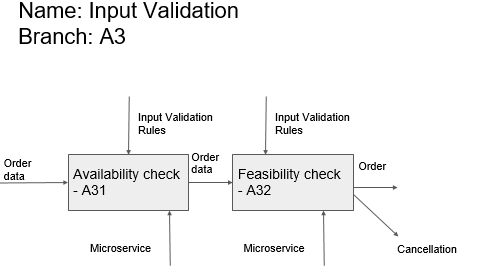 Name: Input Validation
Branch: A3
Input Validation
Rules
Input Validation
Rules
Order
data
Availability check
- A31
Order
data
Feasibility check
- A32
Order
Microservice
Microservice
Cancellation